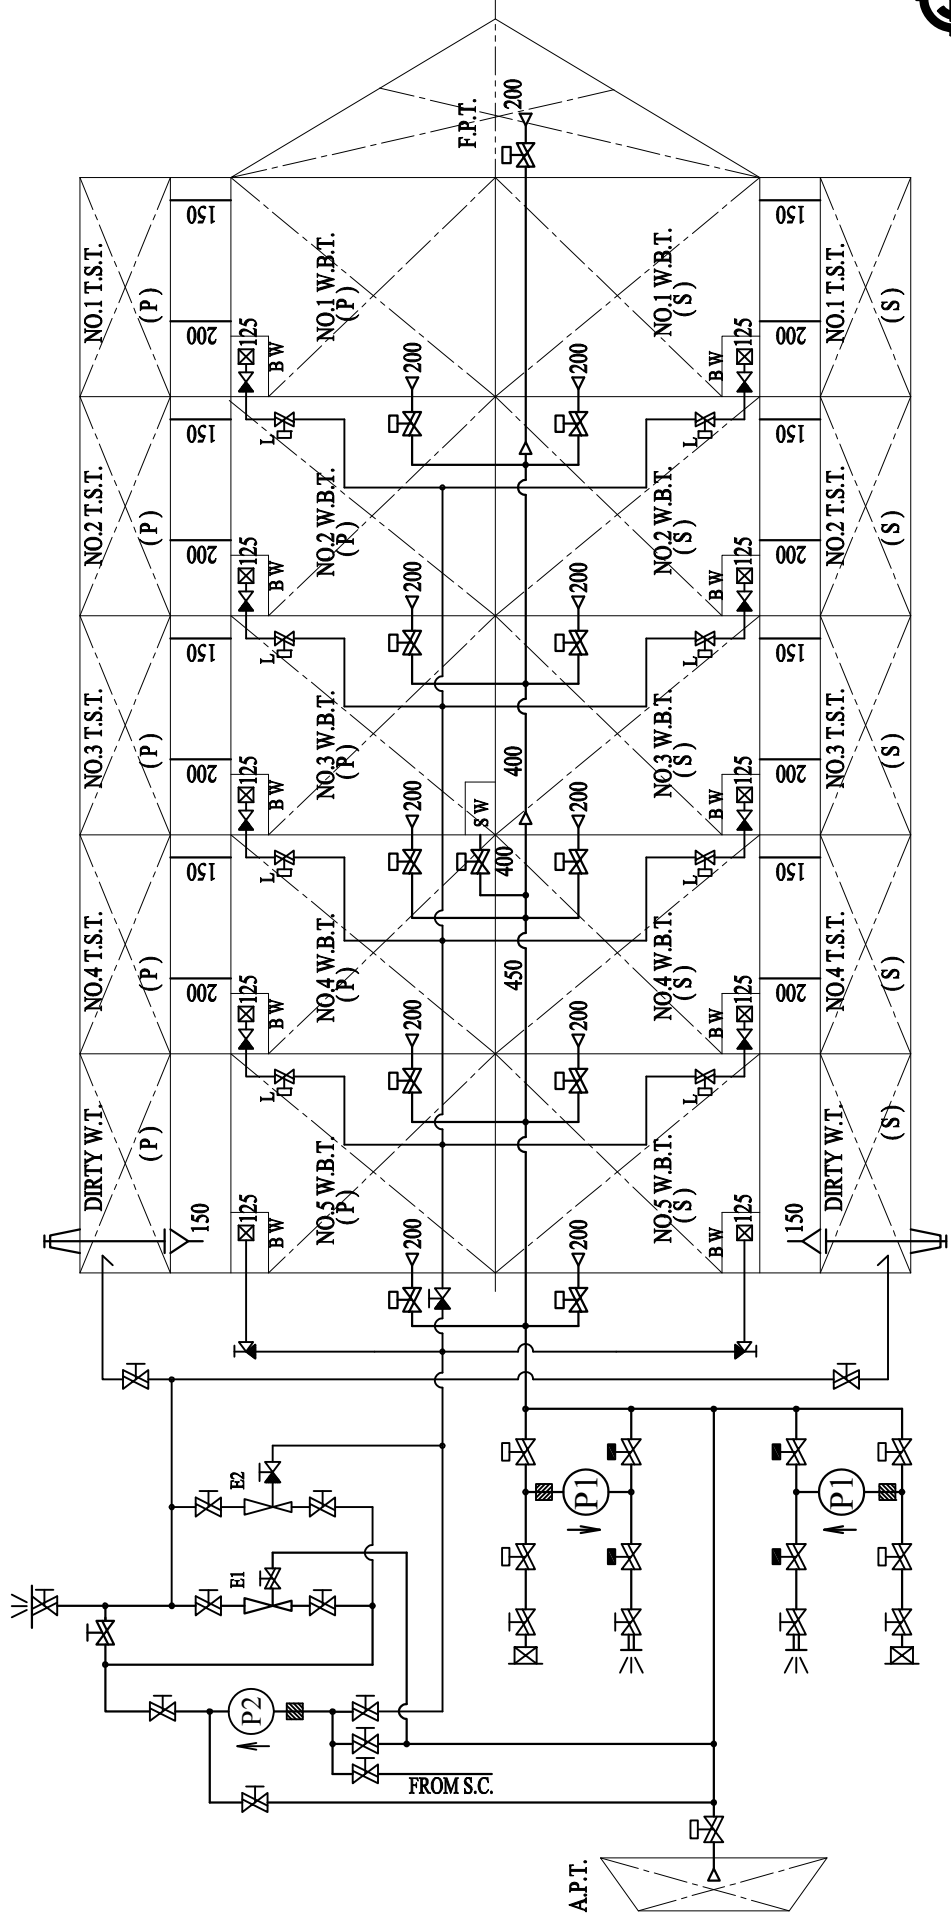 F.P.T.
200
NO.1 T.S.T.
( P )
150
200
125
B W
NO.1 W.B.T.
( P )
200
200
NO.1 W.B.T.
( S )
B W
125
150
200
NO.1 T.S.T.
( S )
NO.2 T.S.T.
( P )
150
200
L
125
B W
NO.2 W.B.T.
( P )
200
200
NO.2 W.B.T.
( S )
L
B W
125
150
200
NO.2 T.S.T.
( S )
NO.3 T.S.T.
( P )
150
200
L
125
B W
NO.3 W.B.T.
( P )
200
S W
400
400
200
NO.3 W.B.T.
( S )
L
B W
125
150
200
NO.3 T.S.T.
( S )
NO.4 T.S.T.
( P )
150
200
L
125
B W
NO.4 W.B.T.
( P )
200
450
200
NO.4 W.B.T.
( S )
L
B W
125
150
200
NO.4 T.S.T.
( S )
DIRTY W.T.
( P )
150
L
125
B W
NO.5 W.B.T.
( P )
200
200
NO.5 W.B.T.
( S )
L
B W
125
150
DIRTY W.T.
( S )
E2
E1
P2
P1
P1
FROM S.C.
A.P.T.